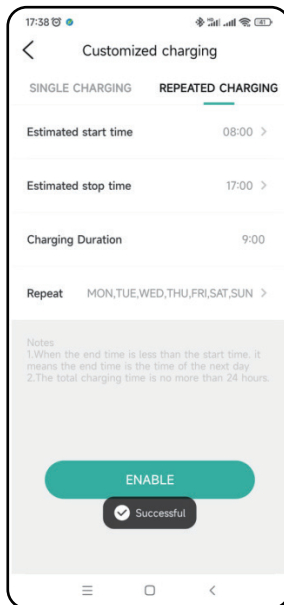 17:38
81
Customized charging
SINGLE CHARGING REPEATED CHARGING
Estimated start time 08:00 >
Estimated stop time 17:00 >
Charging Duration 9:00
Repeat MON,TUE,WED,THU,FRI,SAT,SUN >
Notes
1.When the end time is less than the start time, it
means the end time is the time of the next day
2.The total charging time is no more than 24 hours.
ENABLE
Successful